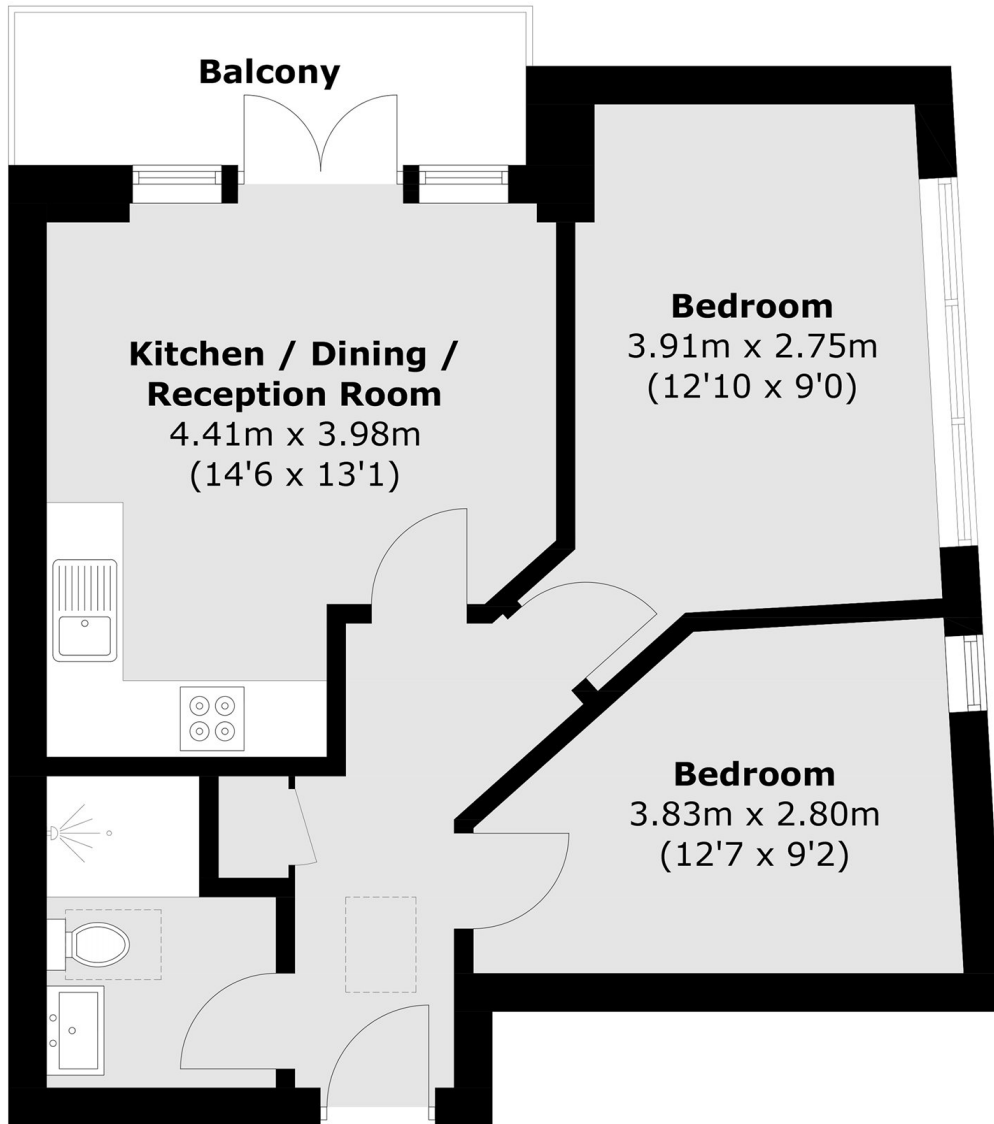 Balcony
Kitchen / Dining /
Reception Room
4.41m x 3.98m
(14'6 x 13'1)
Bedroom
3.91m x 2.75m
(12'10 x 9'0)
Bedroom
3.83m x 2.80m
(12'7 x 9'2)